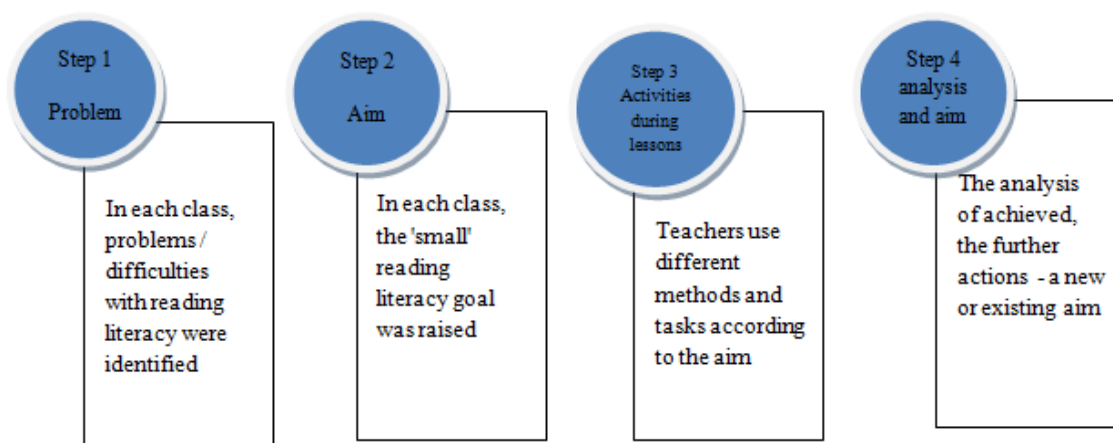 Step 1
Problem
In each class,
problems /
difficulties
with reading
literacy were
identified
Step 2
Aim
In each class,
the 'small'
reading
literacy goal
was raised
Step 3
Activities
during
lessons
Teachers use
different
methods and
tasks according
to the aim
Step 4
analysis
and aim
The analysis
of achieved,
the further
actions - a new
or existing aim